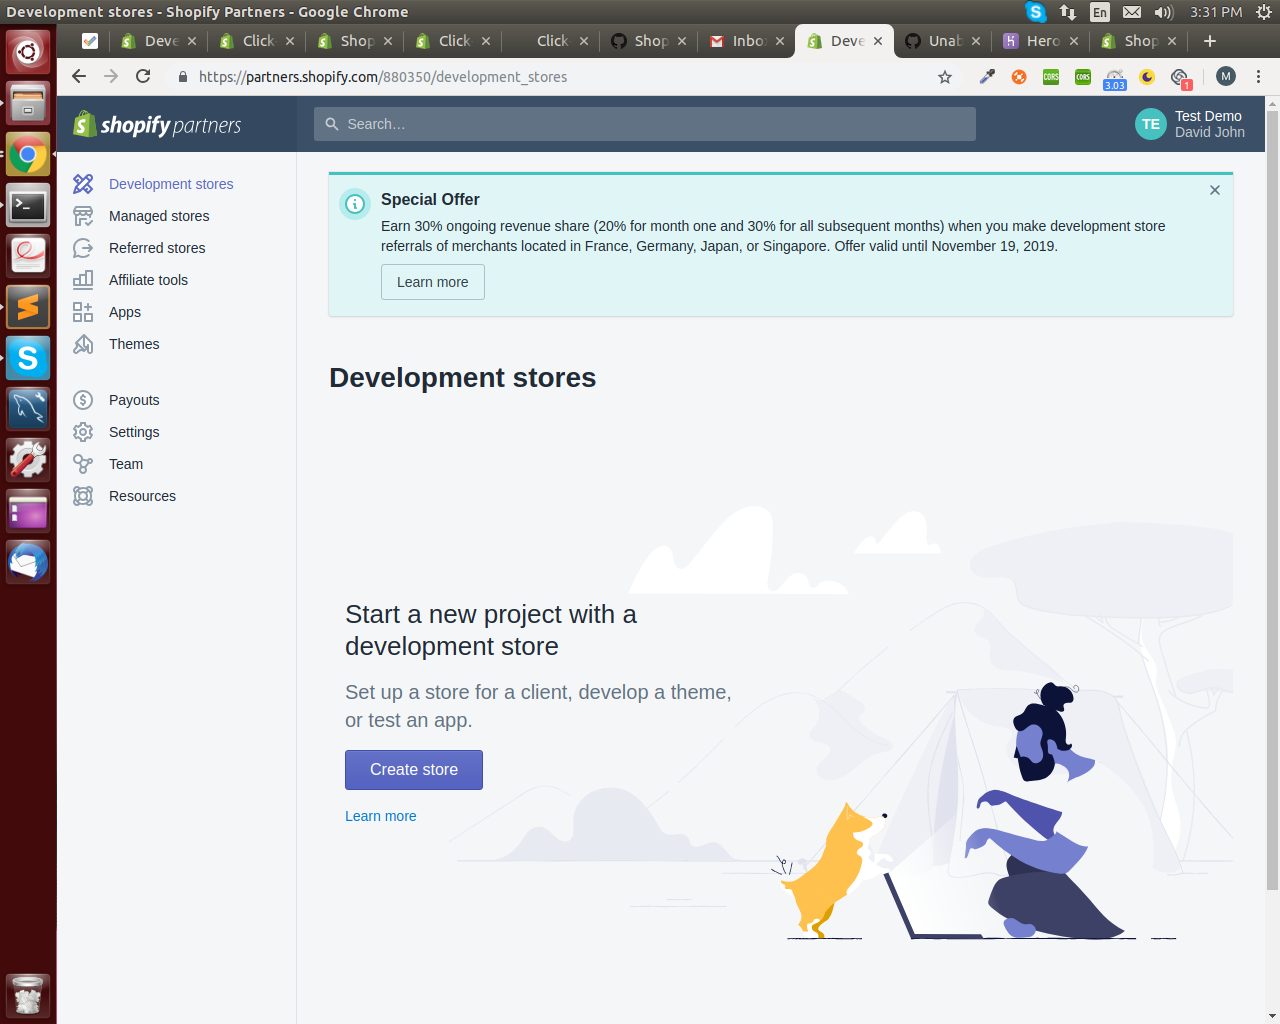 Development stores - Shopify Partners - Google Chrome
En
3:31 PM
Deve
Click
Shop
Click
Click
Shop
Inbo
Deve
Unab
Hero
Shop
https://partners.shopify.com/880350/development_stores
CORS
CORS
3.03
1
M
shopify partners
Search…
TE
Test Demo
David John
Development stores
Managed stores
Referred stores
Affiliate tools
Apps
Themes
Payouts
Settings
Team
Resources
Special Offer
Earn 30% ongoing revenue share (20% for month one and 30% for all subsequent months) when you make development store
referrals of merchants located in France, Germany, Japan, or Singapore. Offer valid until November 19, 2019.
Learn more
Development stores
Start a new project with a
development store
Set up a store for a client, develop a theme,
or test an app.
Create store
Learn more